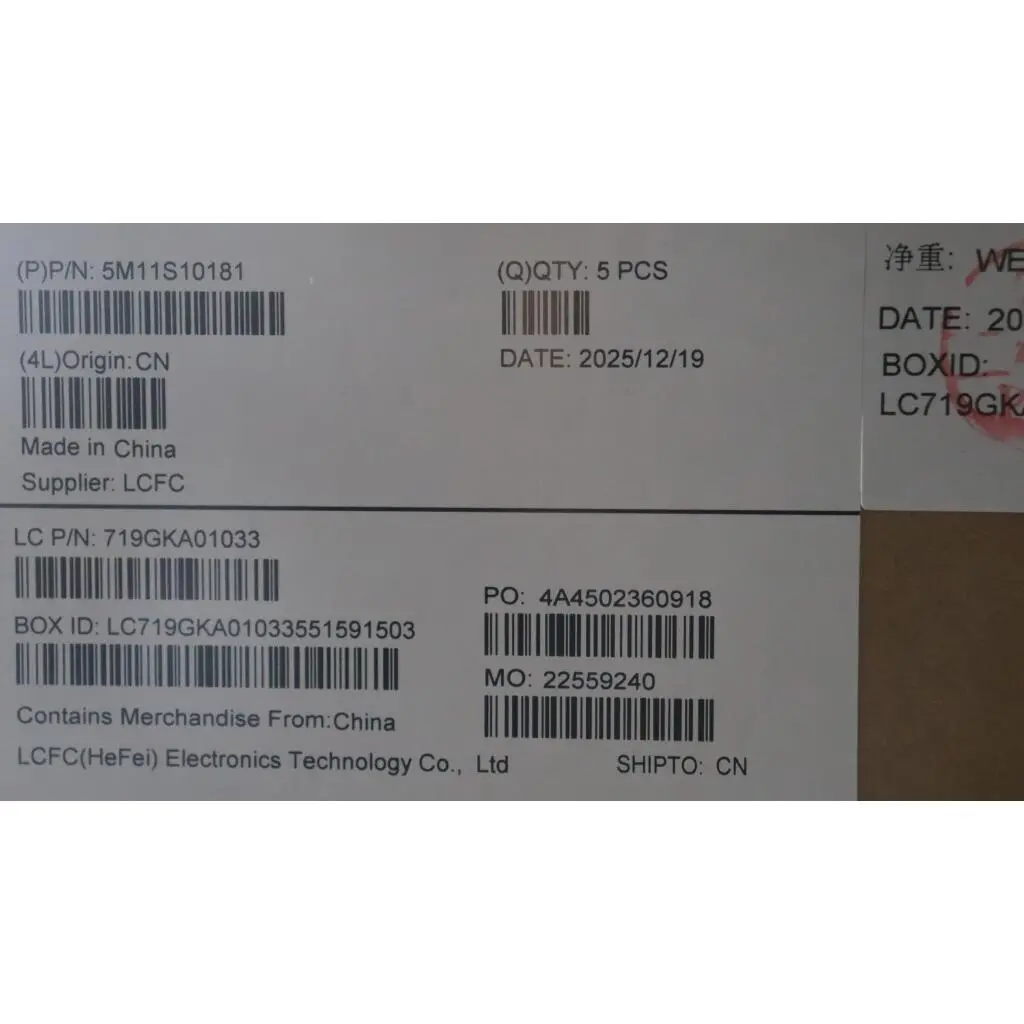 (P)P/N: 5M11S10181
(Q)QTY: 5 PCS
(4L)Origin:CN
DATE: 2025/12/19
Made in China
Supplier: LCFC
LC P/N: 719GKA01033
PO: 4A4502360918
BOX ID: LC719GKA01033551591503
MO: 22559240
Contains Merchandise From:China
LCFC(HeFei) Electronics Technology Co., Ltd
SHIPTO: CN
净重: WE
DATE: 20
BOXID:
LC719GK